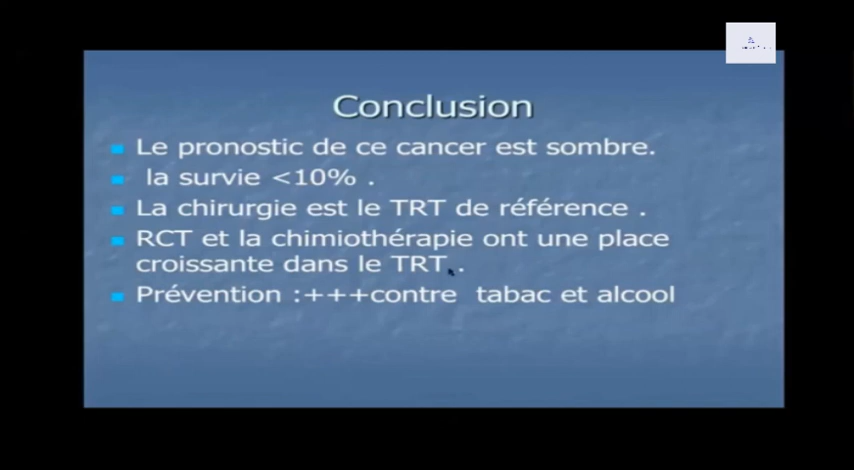 Conclusion
Le pronostic de ce cancer est sombre.
la survie <10% .
La chirurgie est le TRT de référence .
RCT et la chimiothérapie ont une place
croissante dans le TRT .
Prévention :+++contre tabac et alcool